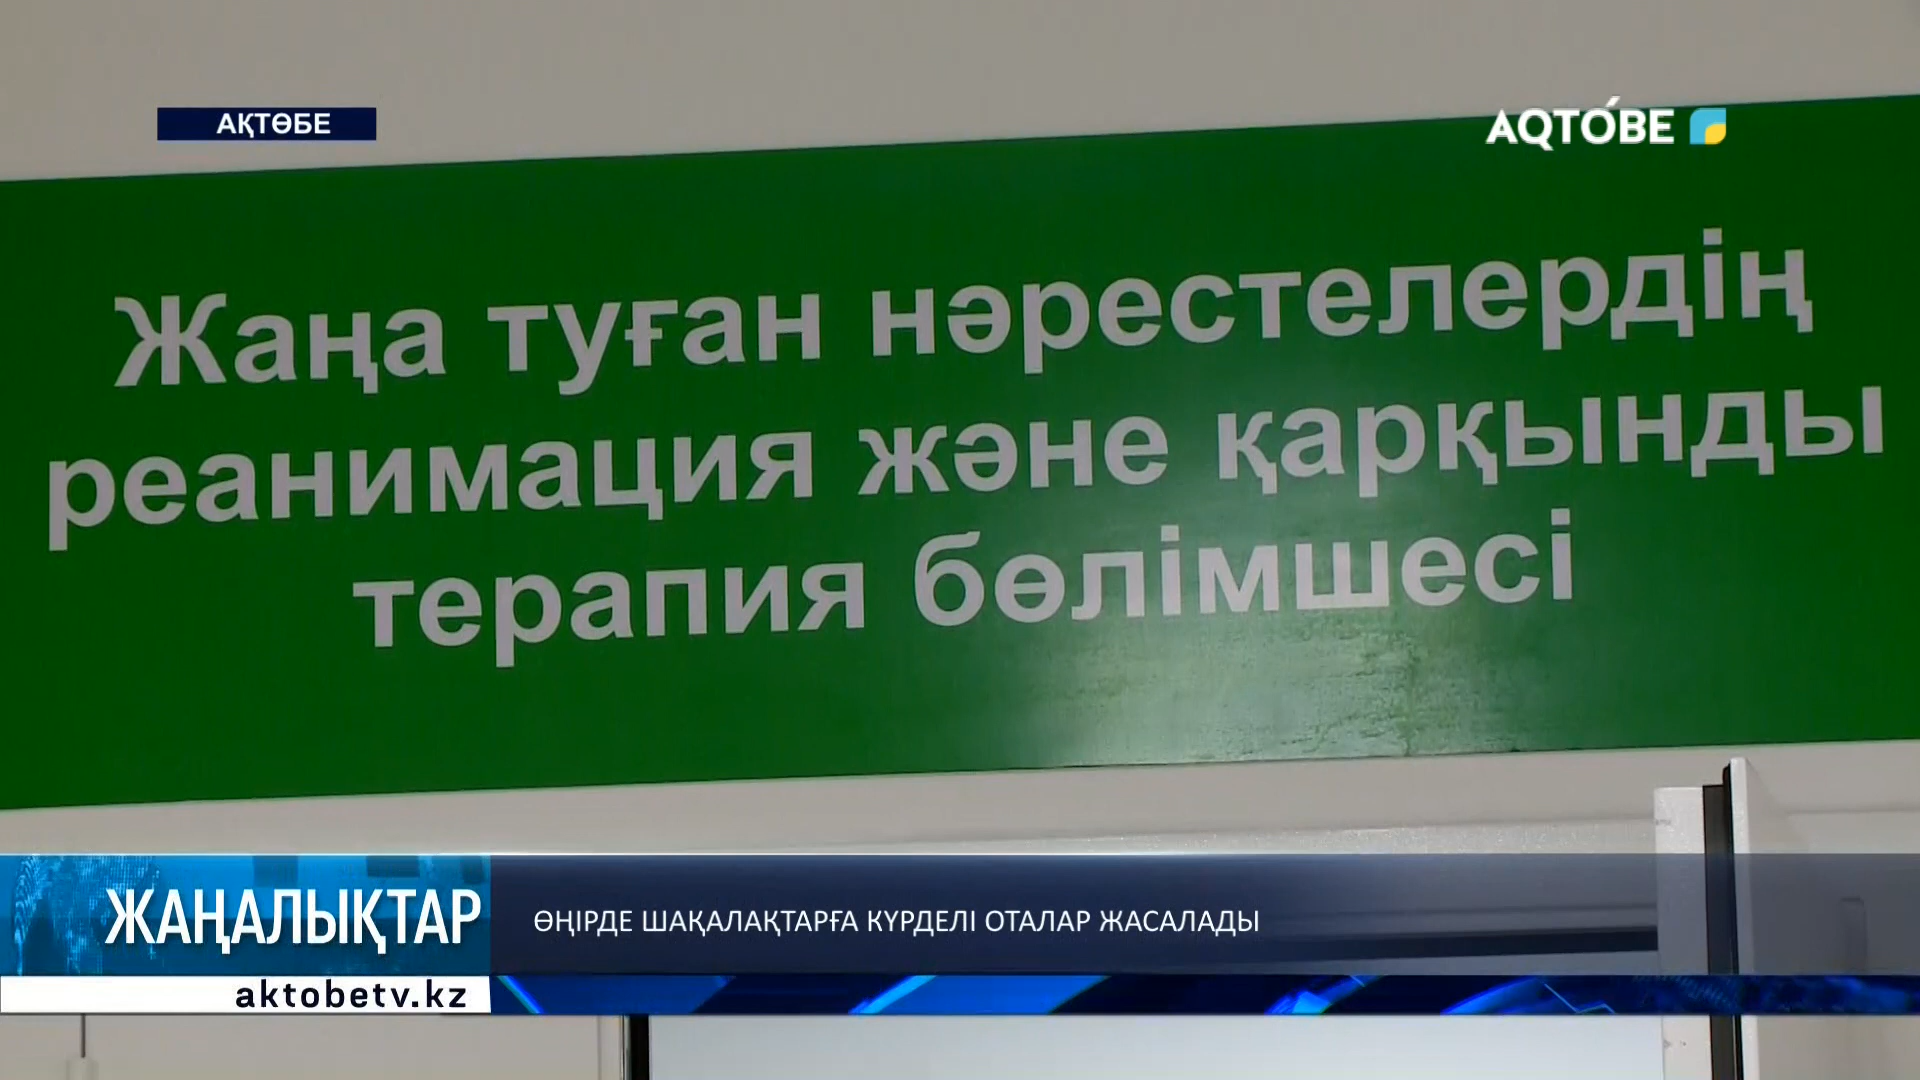 АҚТӨБЕ
AQTÓBE
Жаңа туған нәрестелердің
реанимация және қарқынды
терапия бөлімшесі
ЖАҢАЛЫҚТАР
ӨҢІРДЕ ШАҚАЛАҚТАРҒА КҮРДЕЛІ ОТАЛАР ЖАСАЛАДЫ
aktobetv.kz